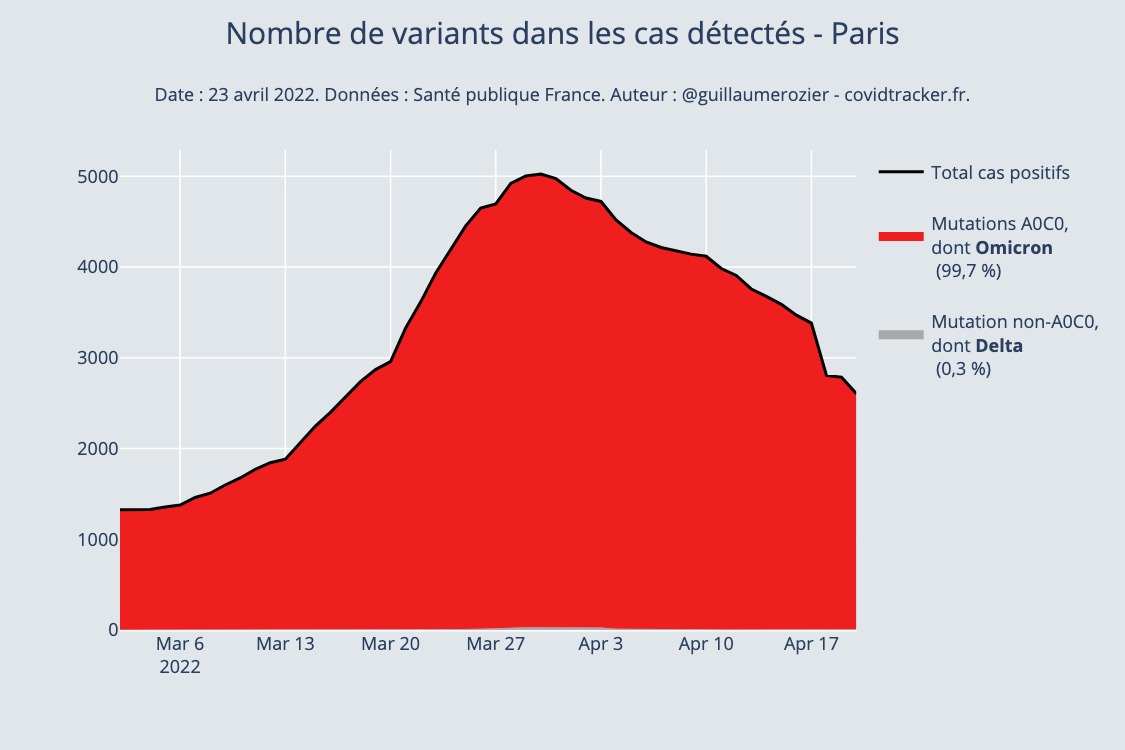 Nombre de variants dans les cas détectés - Paris
Date : 23 avril 2022. Données : Santé publique France. Auteur : @guillaumerozier - covidtracker.fr.
5000
4000
3000
2000
1000
0
Mar 6
2022
Mar 13
Mar 20
Mar 27
Apr 3
Apr 10
Apr 17
Total cas positifs
Mutations A0C0,
dont Omicron
(99,7 %)
Mutation non-A0C0,
dont Delta
(0,3 %)